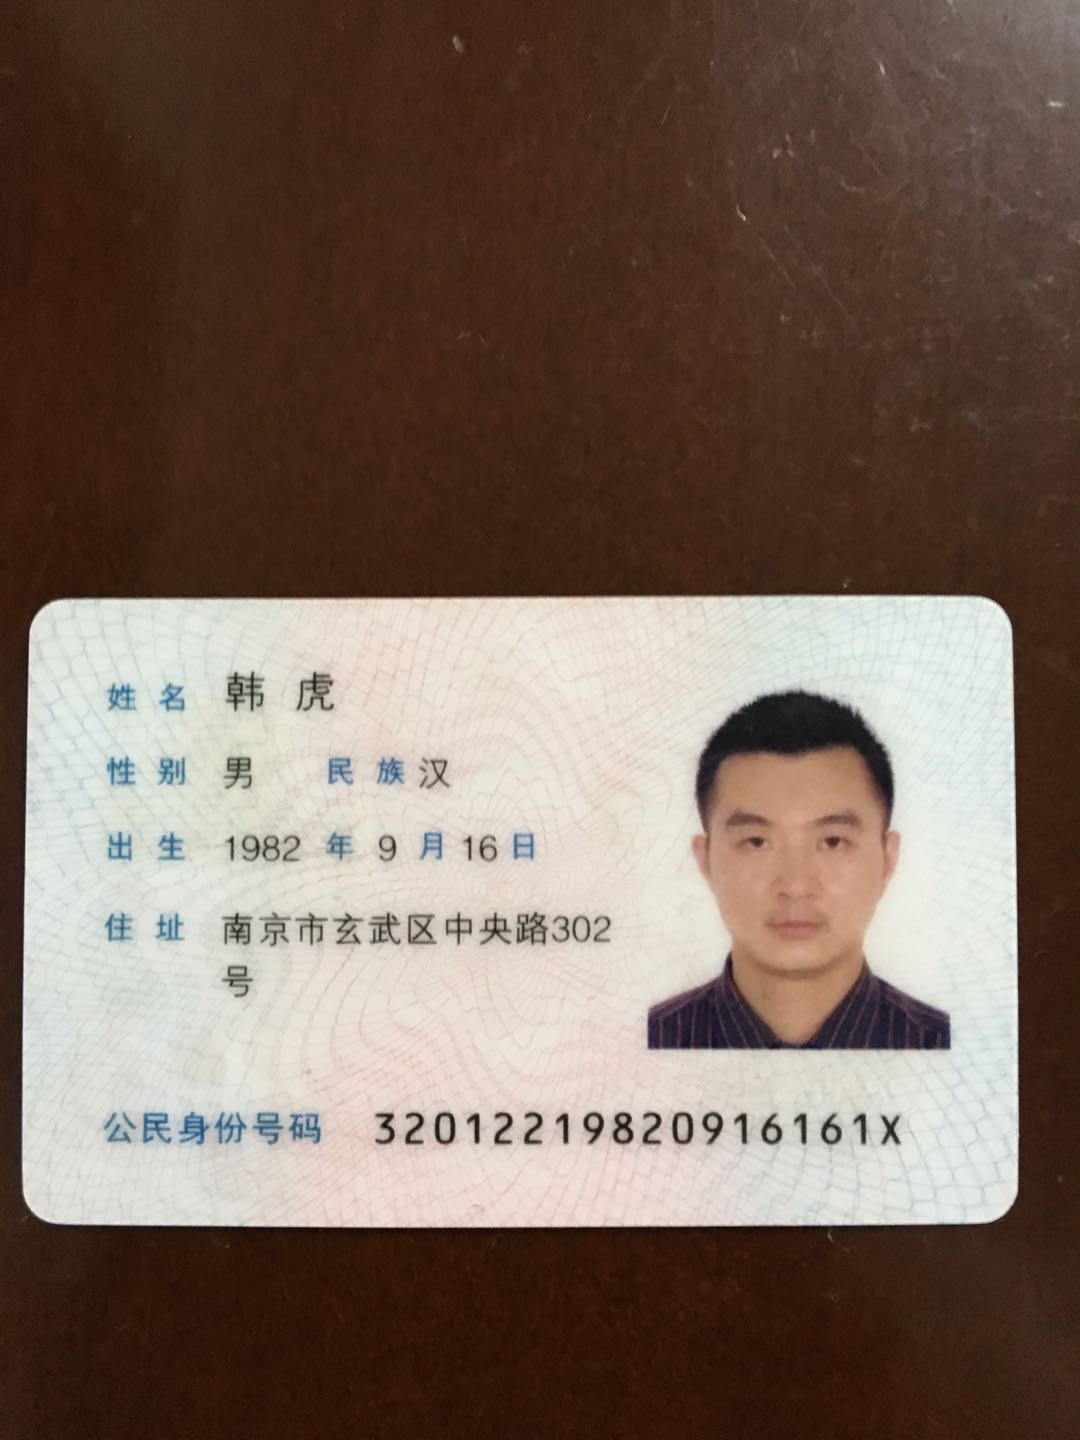 姓名 韩虎
性别 男 民族 汉
出生 1982 年 9 月 16 日
住址 南京市玄武区中央路302
号
公民身份号码 32012219820916161X